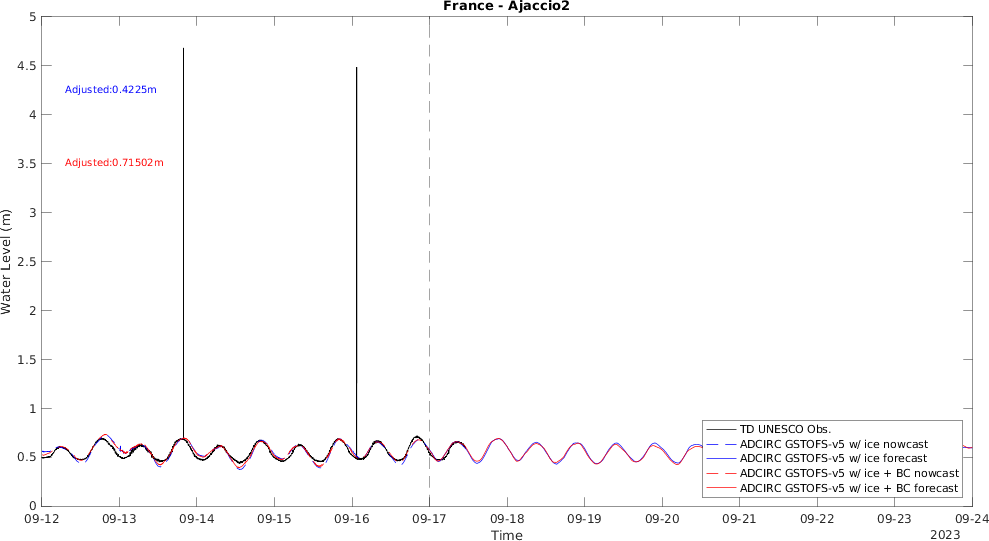 France - Ajaccio2
5
4.5
4
3.5
3
2.5
2
1.5
1
0.5
0
Water Level (m)
Adjusted:0.4225m
Adjusted:0.71502m
TD UNESCO Obs.
ADCIRC GSTOFS-v5 w/ ice nowcast
ADCIRC GSTOFS-v5 w/ ice forecast
ADCIRC GSTOFS-v5 w/ ice + BC nowcast
ADCIRC GSTOFS-v5 w/ ice + BC forecast
09-12 09-13 09-14 09-15 09-16 09-17 09-18 09-19 09-20 09-21 09-22 09-23 09-24
Time
2023